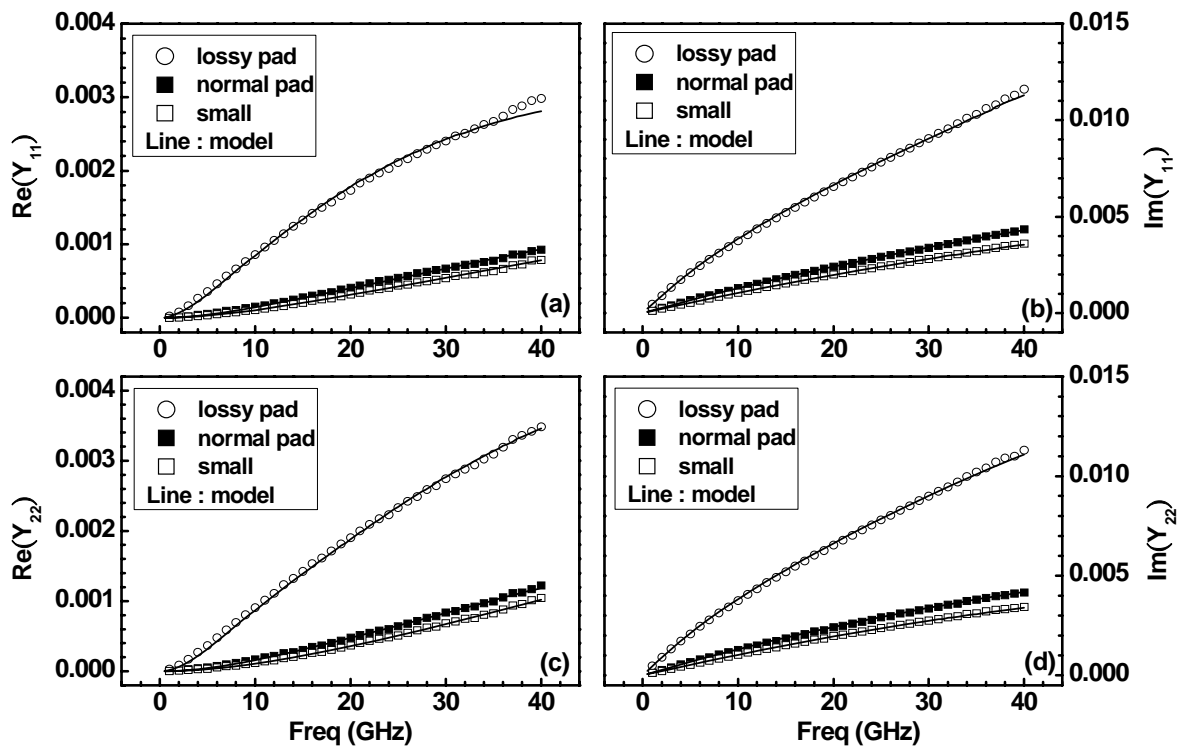 0.004
0.003
0.002
0.001
0.000
Re(Y11)
lossy pad
normal pad
small
Line : model
(a)
0 10 20 30 40
0.015
0.010
0.005
0.000
Im(Y11)
lossy pad
normal pad
small
Line : model
(b)
0 10 20 30 40
0.004
0.003
0.002
0.001
0.000
Re(Y22)
lossy pad
normal pad
small
Line : model
(c)
0 10 20 30 40
Freq (GHz)
0.015
0.010
0.005
0.000
Im(Y22)
lossy pad
normal pad
small
Line : model
(d)
0 10 20 30 40
Freq (GHz)